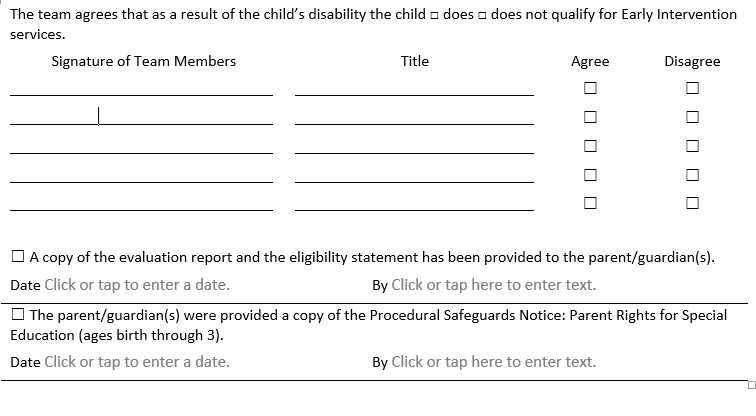 The team agrees that as a result of the child's disability the child □ does □ does not qualify for Early Intervention
services.
Signature of Team Members Title Agree Disagree
☐ ☐
☐ ☐
☐ ☐
☐ ☐
☐ ☐
☐ A copy of the evaluation report and the eligibility statement has been provided to the parent/guardian(s).
Date Click or tap to enter a date. By Click or tap here to enter text.
☐ The parent/guardian(s) were provided a copy of the Procedural Safeguards Notice: Parent Rights for Special
Education (ages birth through 3).
Date Click or tap to enter a date. By Click or tap here to enter text.